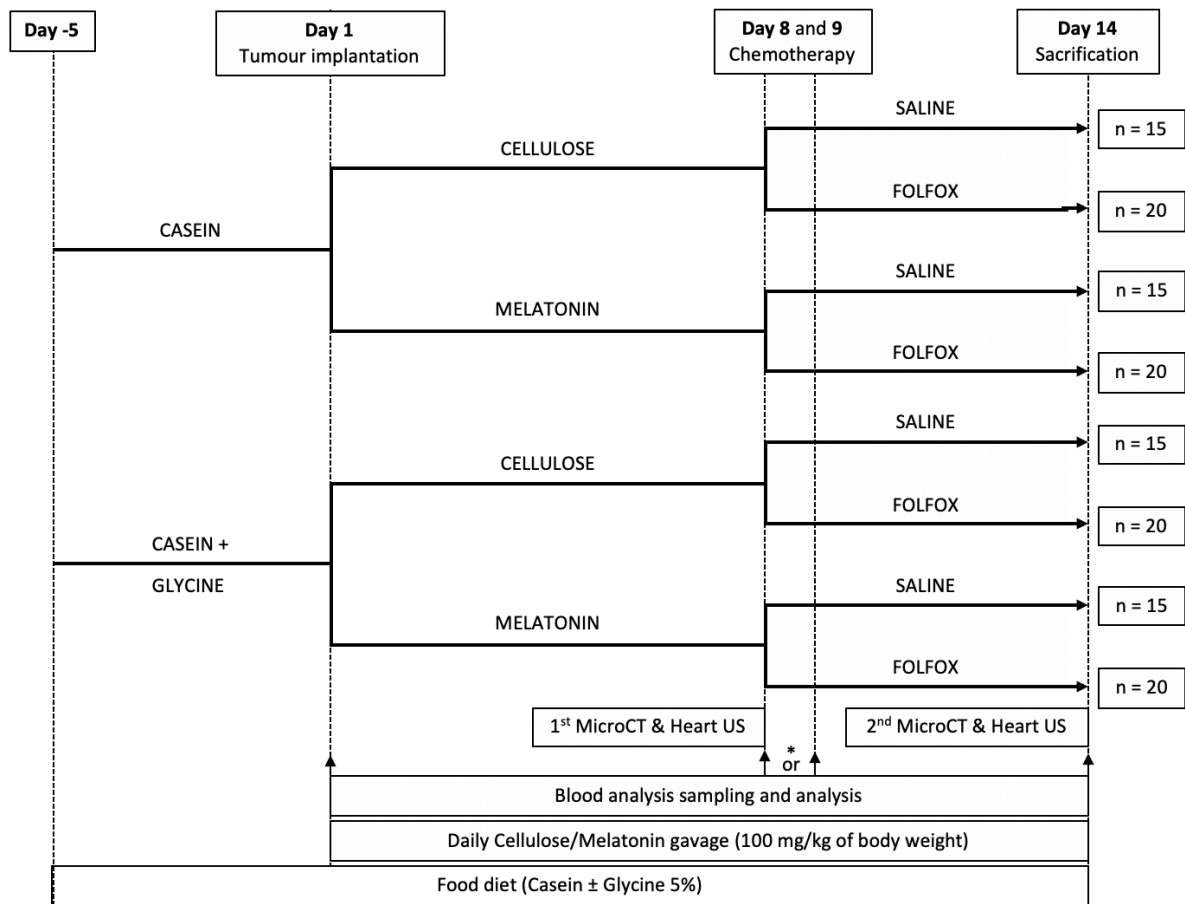 Day -5
Day 1
Tumour implantation
Day 8 and 9
Chemotherapy
Day 14
Sacrification
SALINE
n = 15
CELLULOSE
FOLFOX
n = 20
CASEIN
SALINE
n = 15
MELATONIN
FOLFOX
n = 20
SALINE
n = 15
CELLULOSE
FOLFOX
n = 20
CASEIN +
GLYCINE
SALINE
n = 15
MELATONIN
FOLFOX
n = 20
1st MicroCT & Heart US
2nd MicroCT & Heart US
*
or
Blood analysis sampling and analysis
Daily Cellulose/Melatonin gavage (100 mg/kg of body weight)
Food diet (Casein ± Glycine 5%)